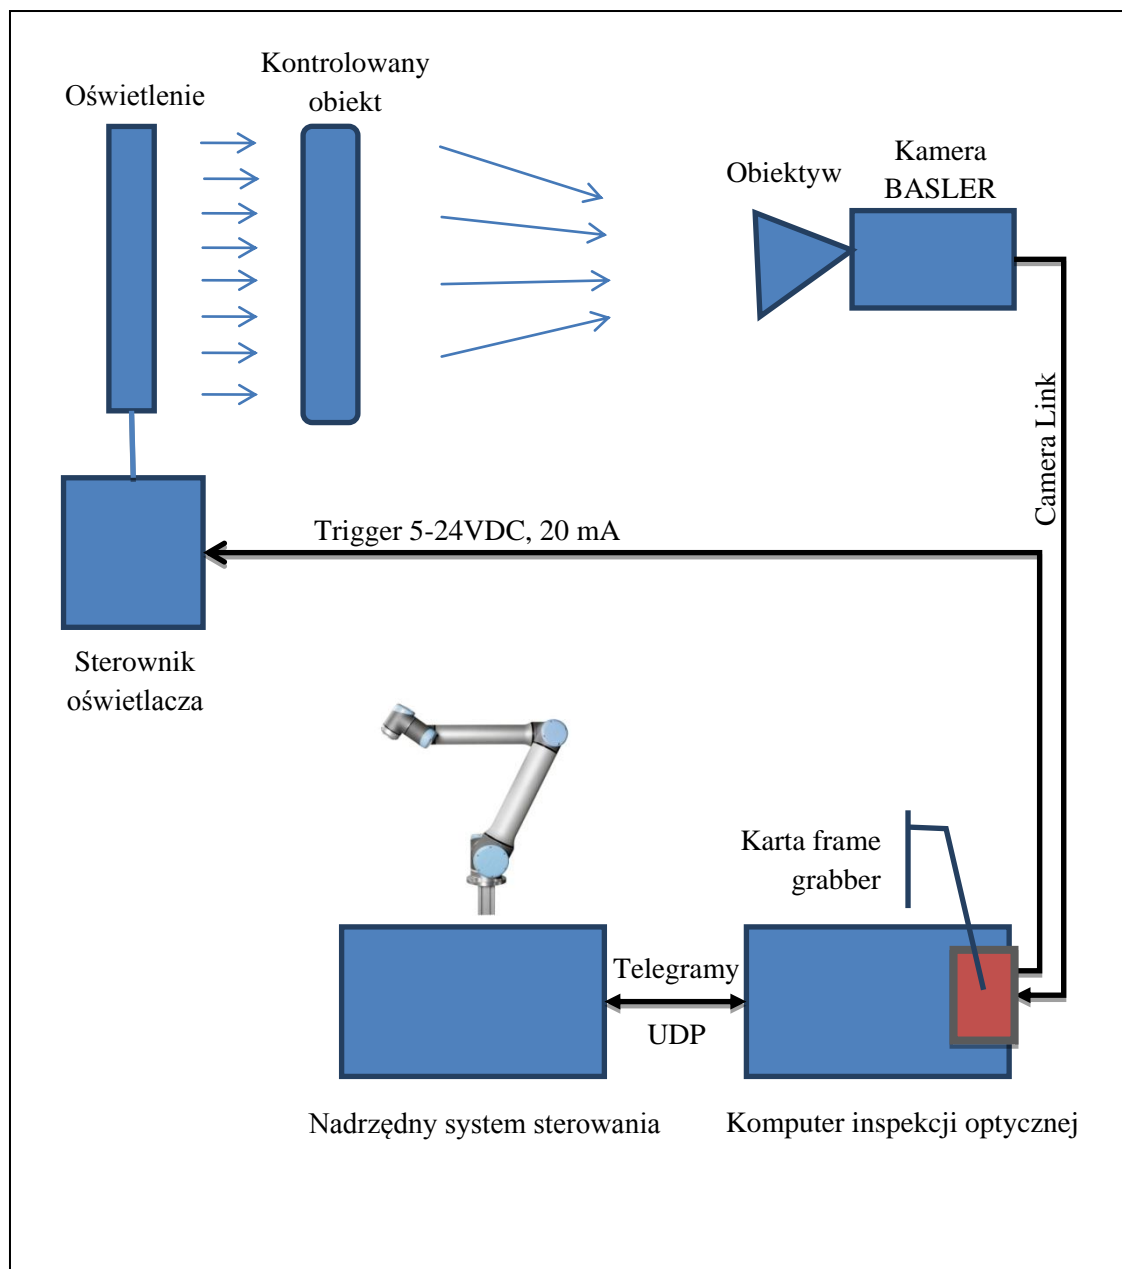 Oświetlenie
Kontrolowany
obiekt
Obiektyw
Kamera
BASLER
Camera Link
Trigger 5-24VDC, 20 mA
Sterownik
oświetlacza
Karta frame
grabber
Telegramy
UDP
Nadrzędny system sterowania
Komputer inspekcji optycznej